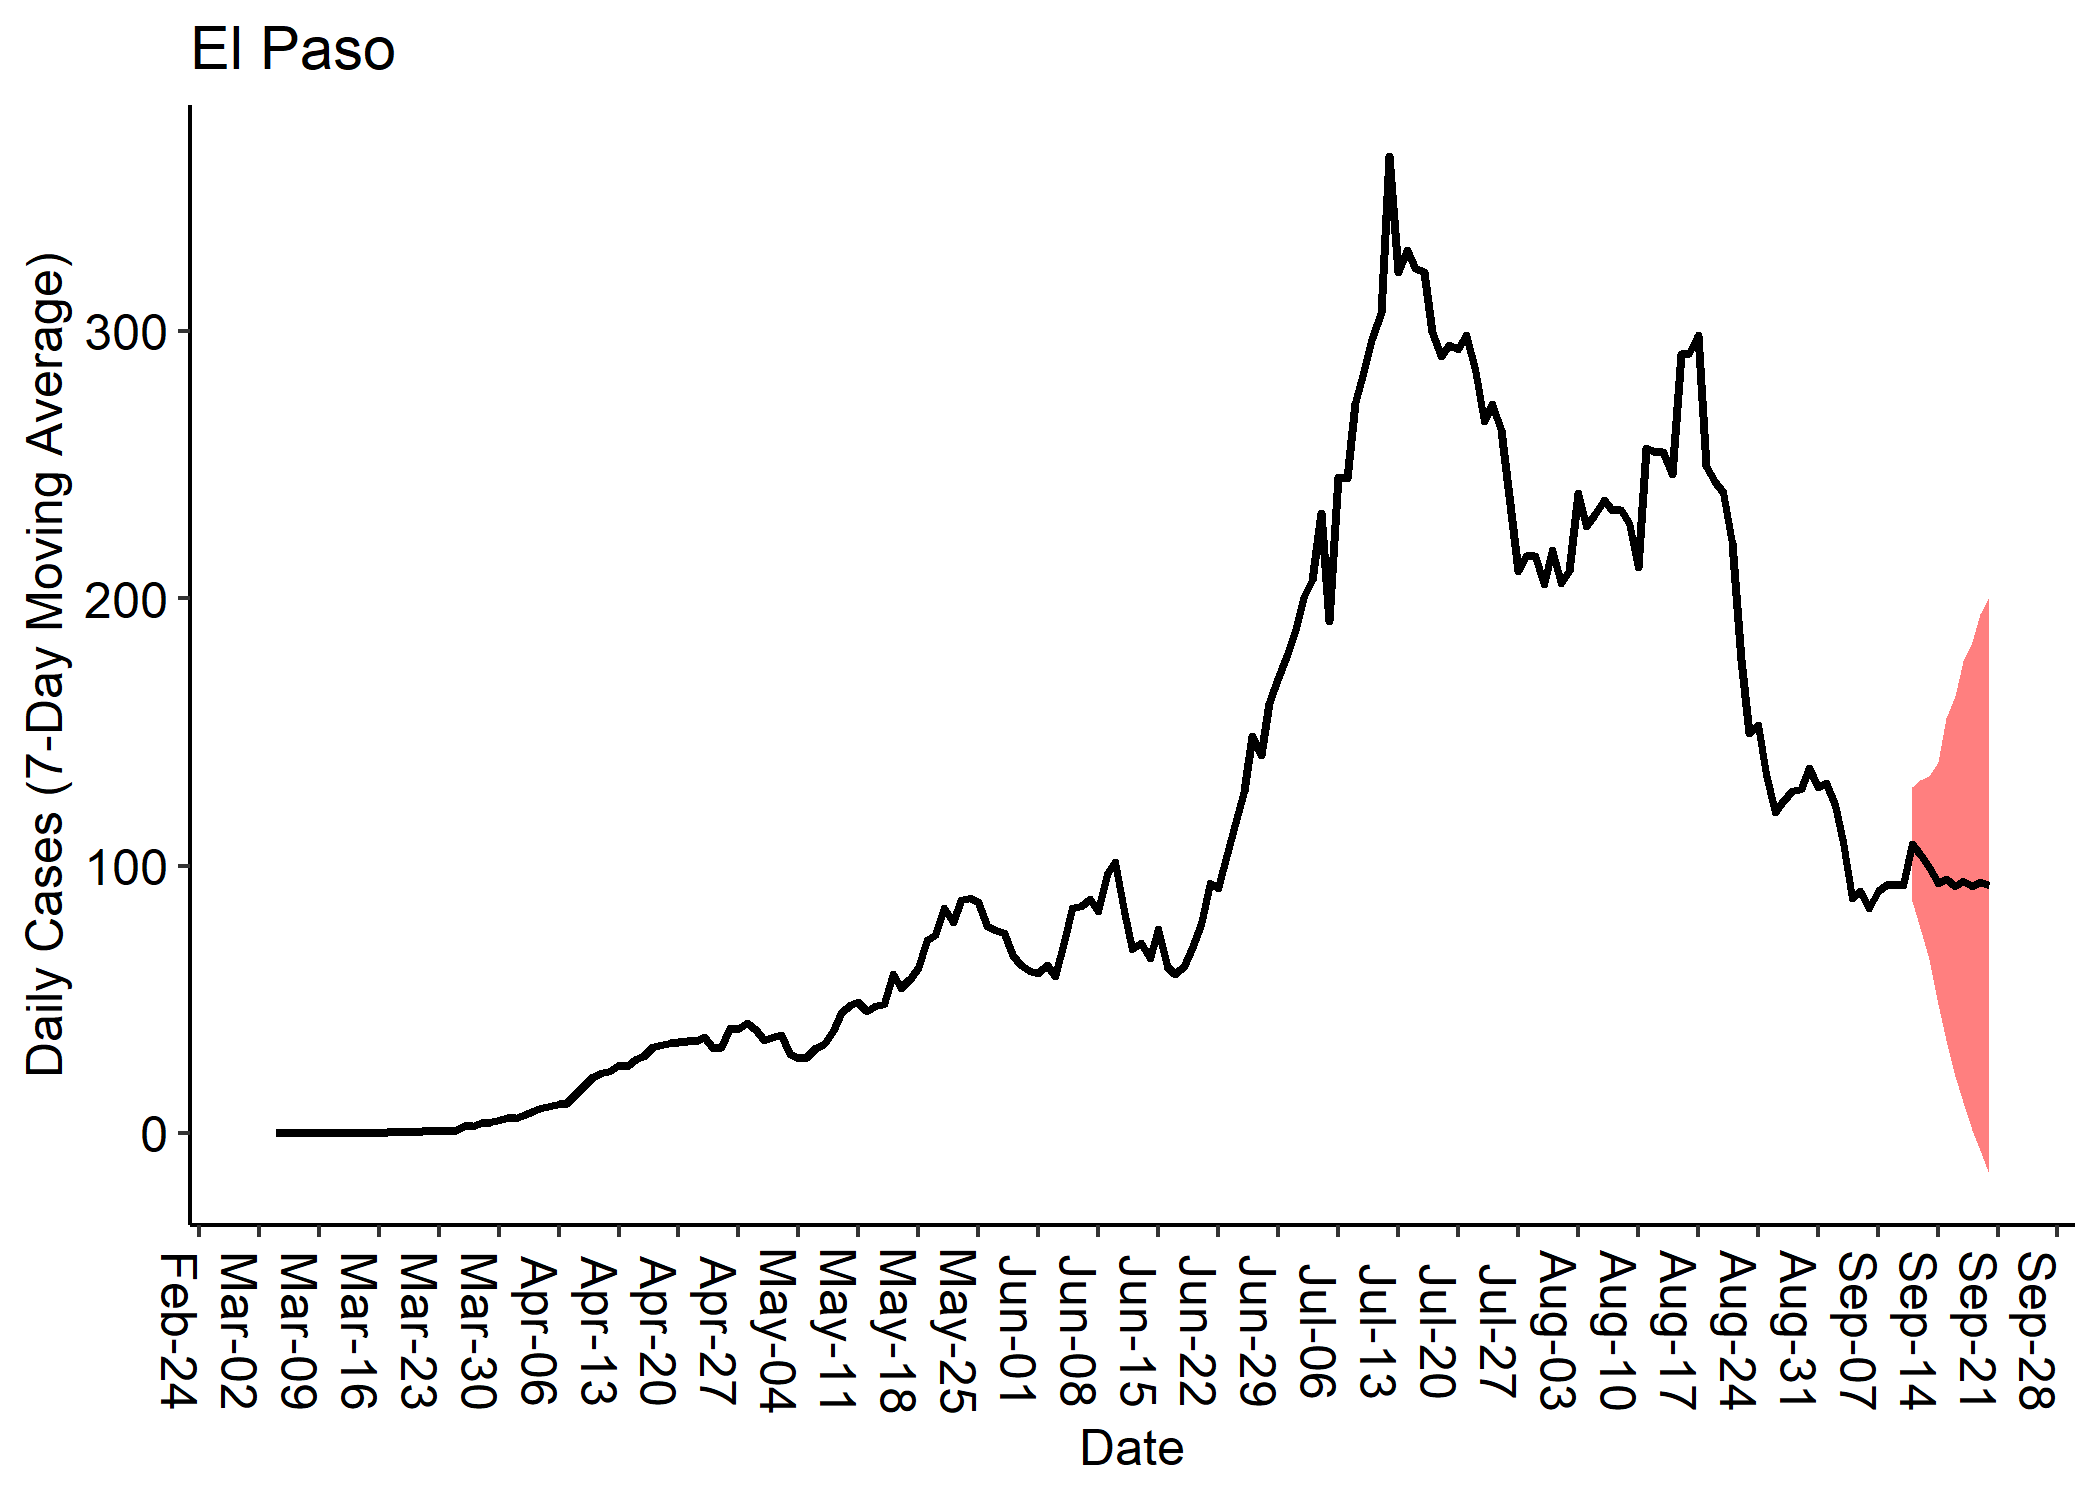 El Paso
Daily Cases (7-Day Moving Average)
300
200
100
0
Feb-24
Mar-02
Mar-09
Mar-16
Mar-23
Mar-30
Apr-06
Apr-13
Apr-20
Apr-27
May-04
May-11
May-18
May-25
Jun-01
Jun-08
Jun-15
Jun-22
Jun-29
Jul-06
Jul-13
Jul-20
Jul-27
Aug-03
Aug-10
Aug-17
Aug-24
Aug-31
Sep-07
Sep-14
Sep-21
Sep-28
Date